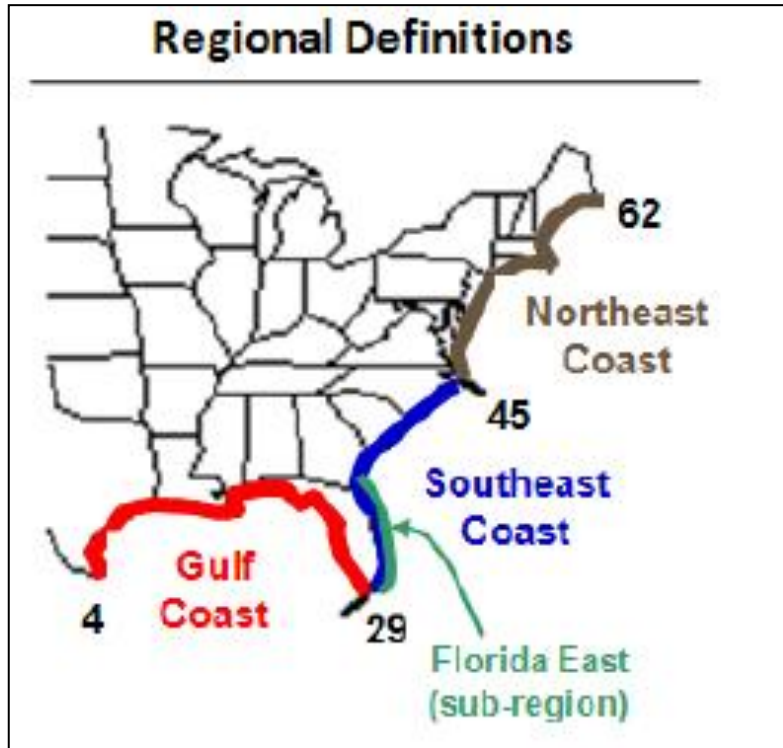 Regional Definitions
62
Northeast
Coast
45
Southeast
Coast
Gulf
Coast
4
29
Florida East
(sub-region)